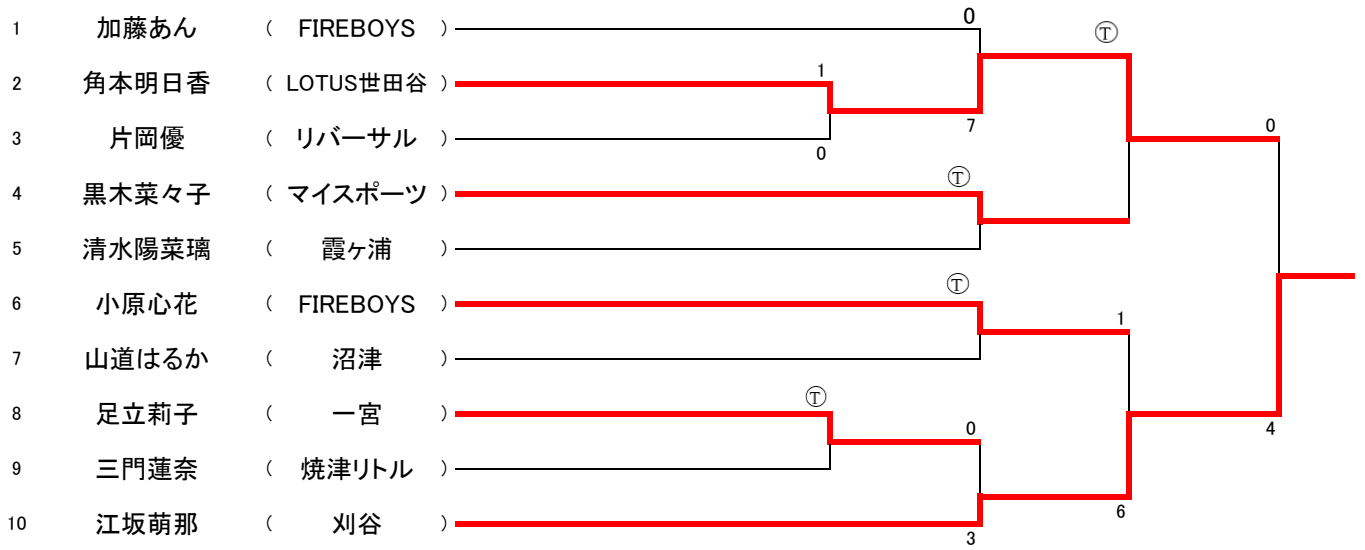 0
Ⓣ
1 加藤あん ( FIREBOYS )
1
2 角本明日香 ( LOTUS世田谷 )
7
0
3 片岡優 ( リバーサル )
0
Ⓣ
4 黒木菜々子 ( マイスポーツ )
5 清水陽菜璃 ( 霞ヶ浦 )
Ⓣ
6 小原心花 ( FIREBOYS )
1
7 山道はるか ( 沼津 )
Ⓣ
8 足立莉子 ( 一宮 )
0
4
9 三門蓮奈 ( 焼津リトル )
6
10 江坂萌那 ( 刈谷 )
3